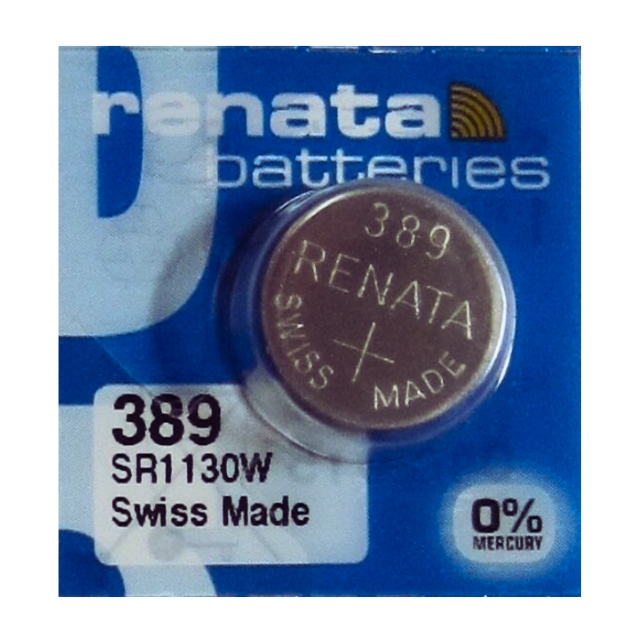 renata
batteries
389
RENATA
+
SWISS MADE
389
SR1130W
Swiss Made
0%
MERCURY